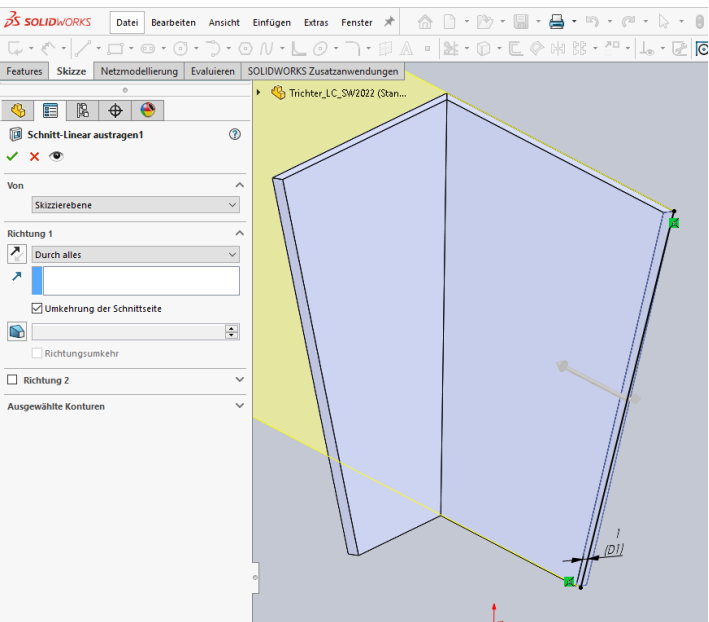 SOLIDWORKS Datei Bearbeiten Ansicht Einfügen Extras Fenster
Features Skizze Netzmodellierung Evaluieren SOLIDWORKS Zusatzanwendungen
Trichter_LC_SW2022 (Stan...
Schnitt-Linear austragen1
Von
Skizzierebene
Richtung 1
Durch alles
Umkehrung der Schnittseite
Richtungsumkehr
Richtung 2
Ausgewählte Konturen
1
(D1)